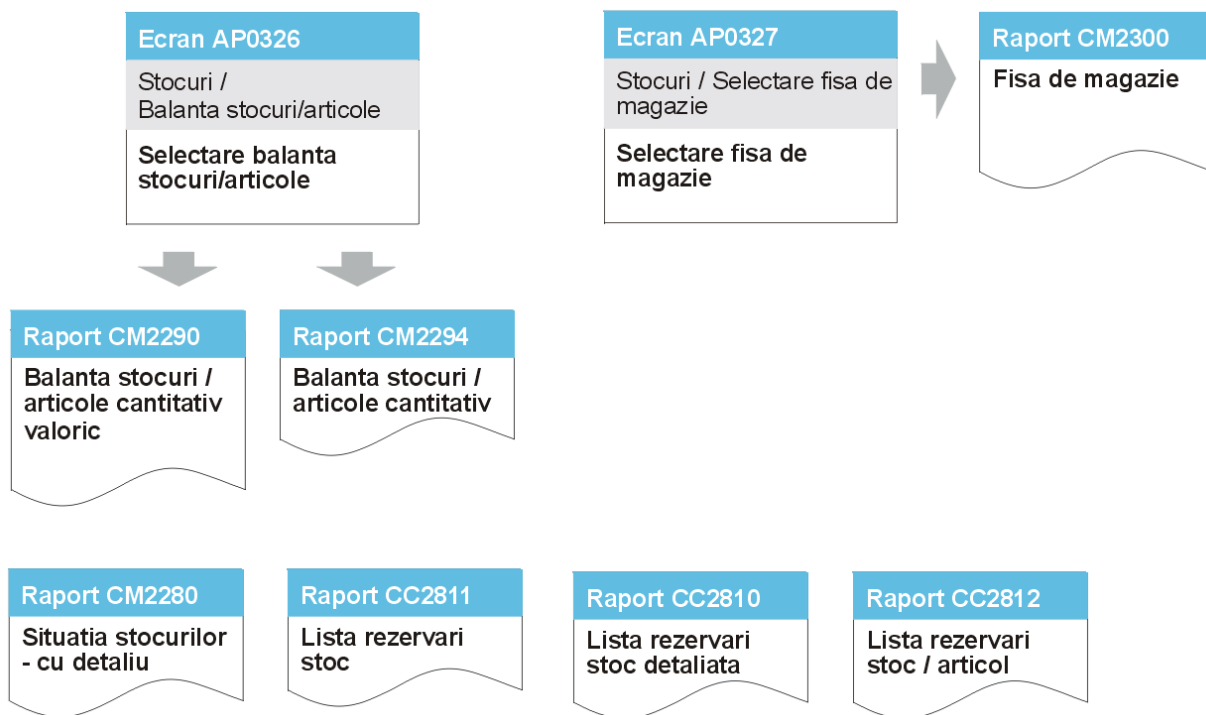 Ecran AP0326
Stocuri /
Balanta stocuri/articole
Selectare balanta
stocuri/articole
Ecran AP0327
Stocuri / Selectare fisa de
magazie
Selectare fisa de
magazie
Raport CM2300
Fisa de magazie
Raport CM2290
Balanta stocuri /
articole cantitativ
valoric
Raport CM2294
Balanta stocuri /
articole cantitativ
Raport CM2280
Situatia stocurilor
- cu detaliu
Raport CC2811
Lista rezervari
stoc
Raport CC2810
Lista rezervari
stoc detaliata
Raport CC2812
Lista rezervari
stoc / articol